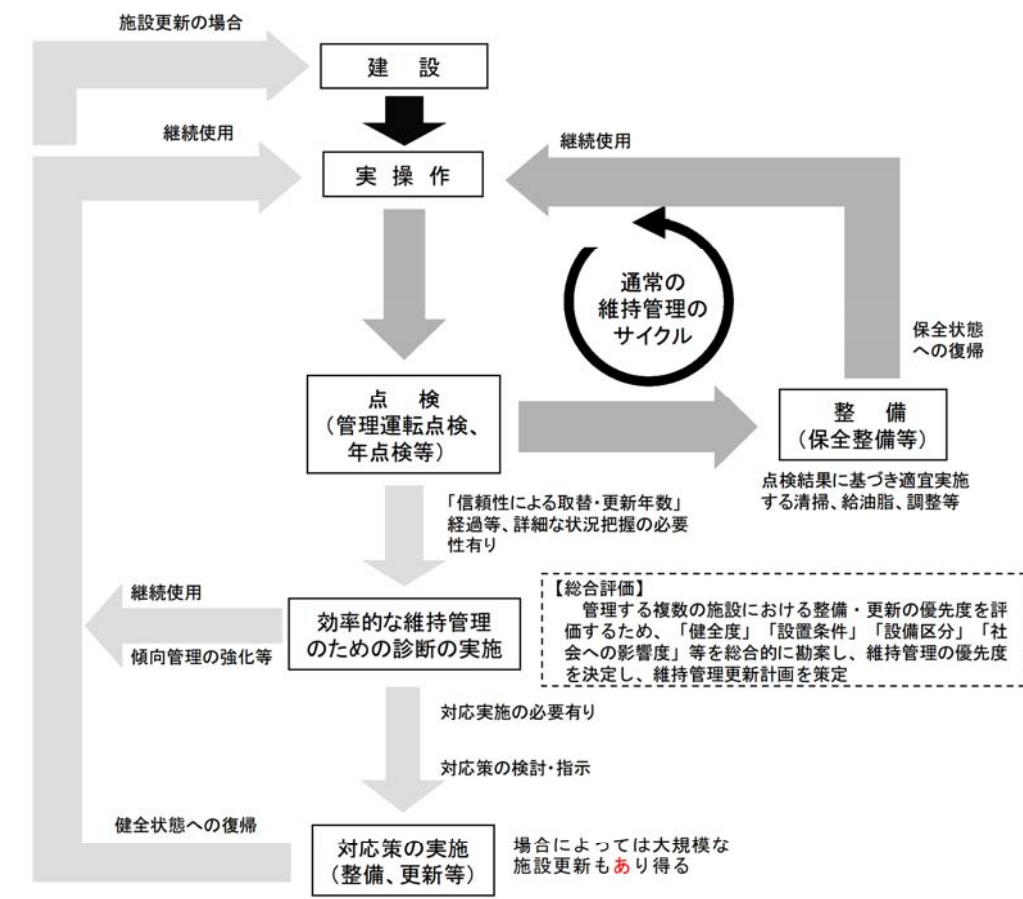 施設更新の場合
建 設
継続使用
継続使用
実 操 作
通常の
維持管理の
サイクル
保全状態
への復帰
点 検
（管理運転点検、
年点検等）
整 備
（保全整備等）
点検結果に基づき適宜実施
する清掃、給油脂、調整等
「信頼性による取替・更新年数」
経過等、詳細な状況把握の必要
性有り
継続使用
傾向管理の強化等
効率的な維持管理
のための診断の実施
【総合評価】
管理する複数の施設における整備・更新の優先度を評
価するため、「健全度」「設置条件」「設備区分」「社
会への影響度」等を総合的に勘案し、維持管理の優先度
を決定し、維持管理更新計画を策定
対応実施の必要有り
対応策の検討・指示
健全状態への復帰
対応策の実施
（整備、更新等）
場合によっては大規模な
施設更新もあり得る